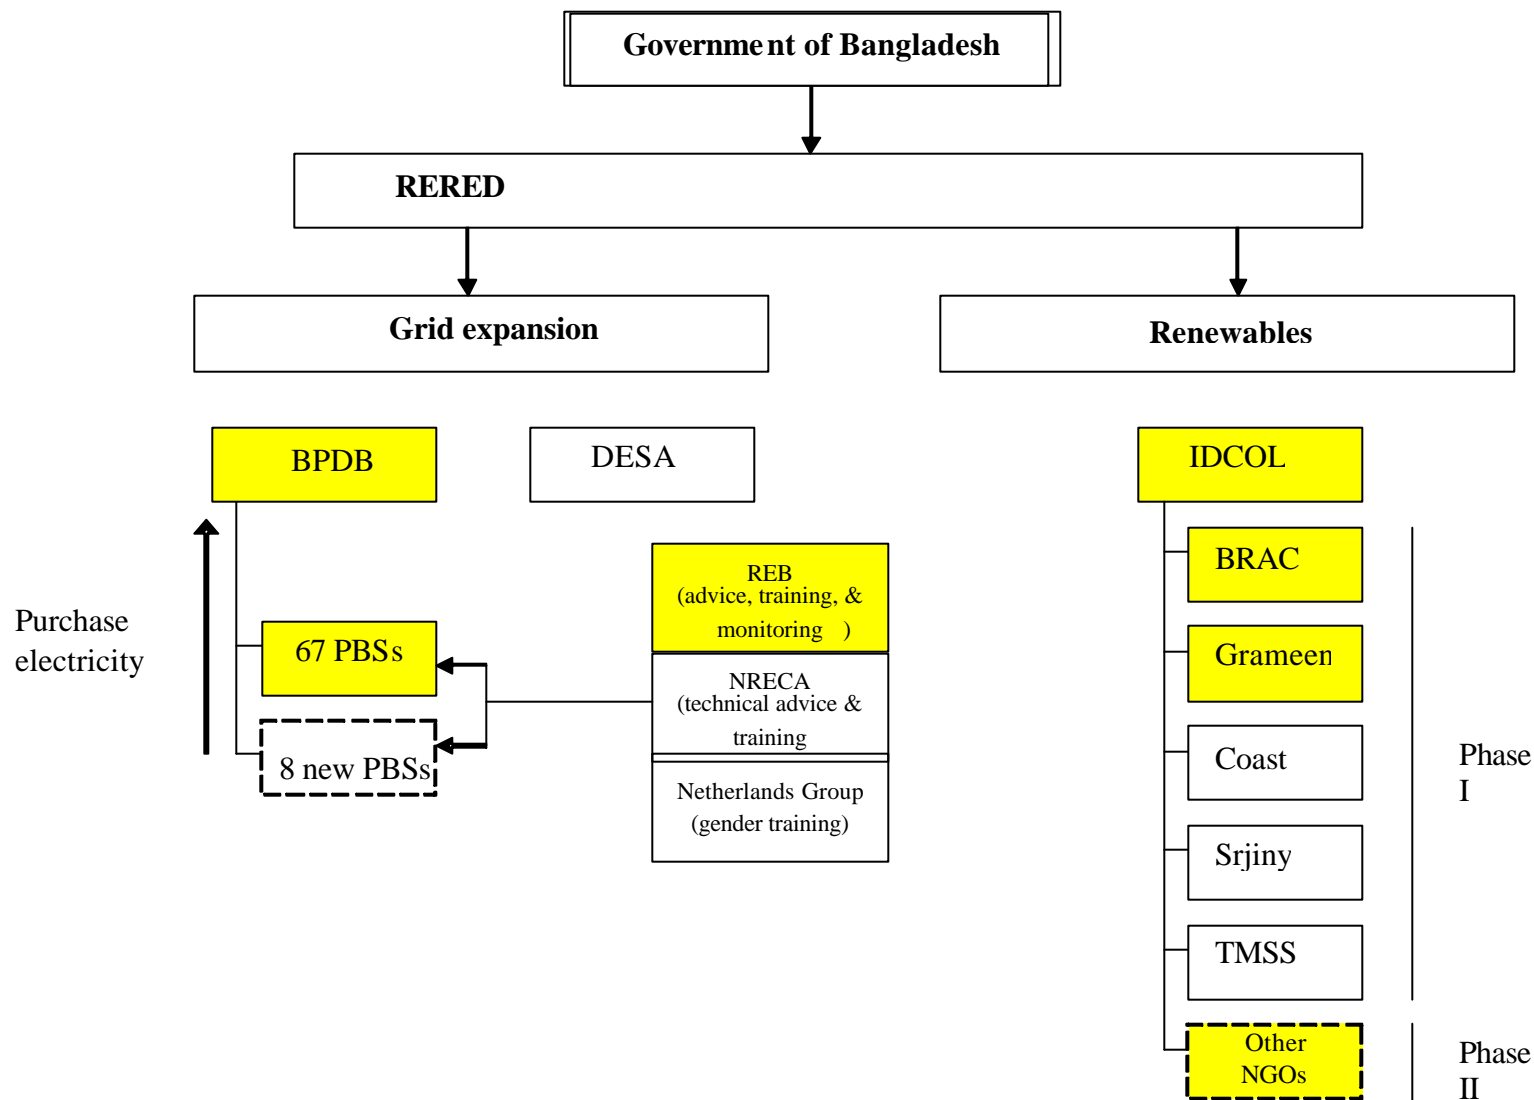 Government of Bangladesh
RERED
Grid expansion
Renewables
BPDB
DESA
IDCOL
Purchase
electricity
67 PBSs
8 new PBSs
REB
(advice, training, &
monitoring )
NRECA
(technical advice &
training
Netherlands Group
(gender training)
BRAC
Grameen
Coast
Srjiny
TMSS
Phase
I
Other
NGOs
Phase
II